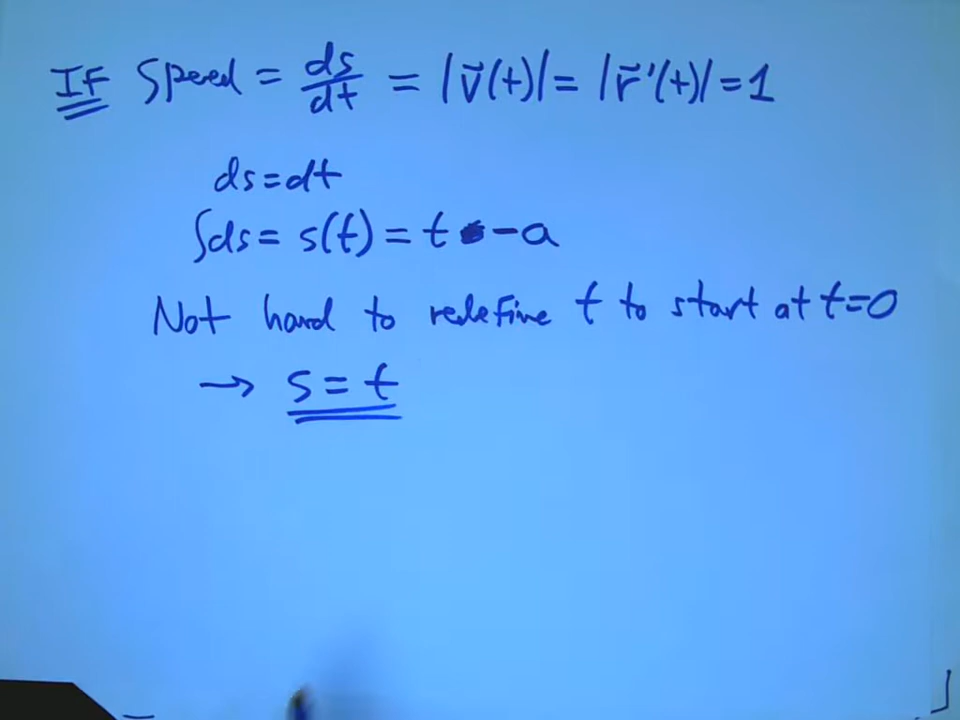 IF Speed = ds/dt = |v⃗(t)| = |r⃗'(t)| = 1
ds = dt
∫ds = s(t) = t - a
Not hard to redefine t to start at t=0
→ s = t